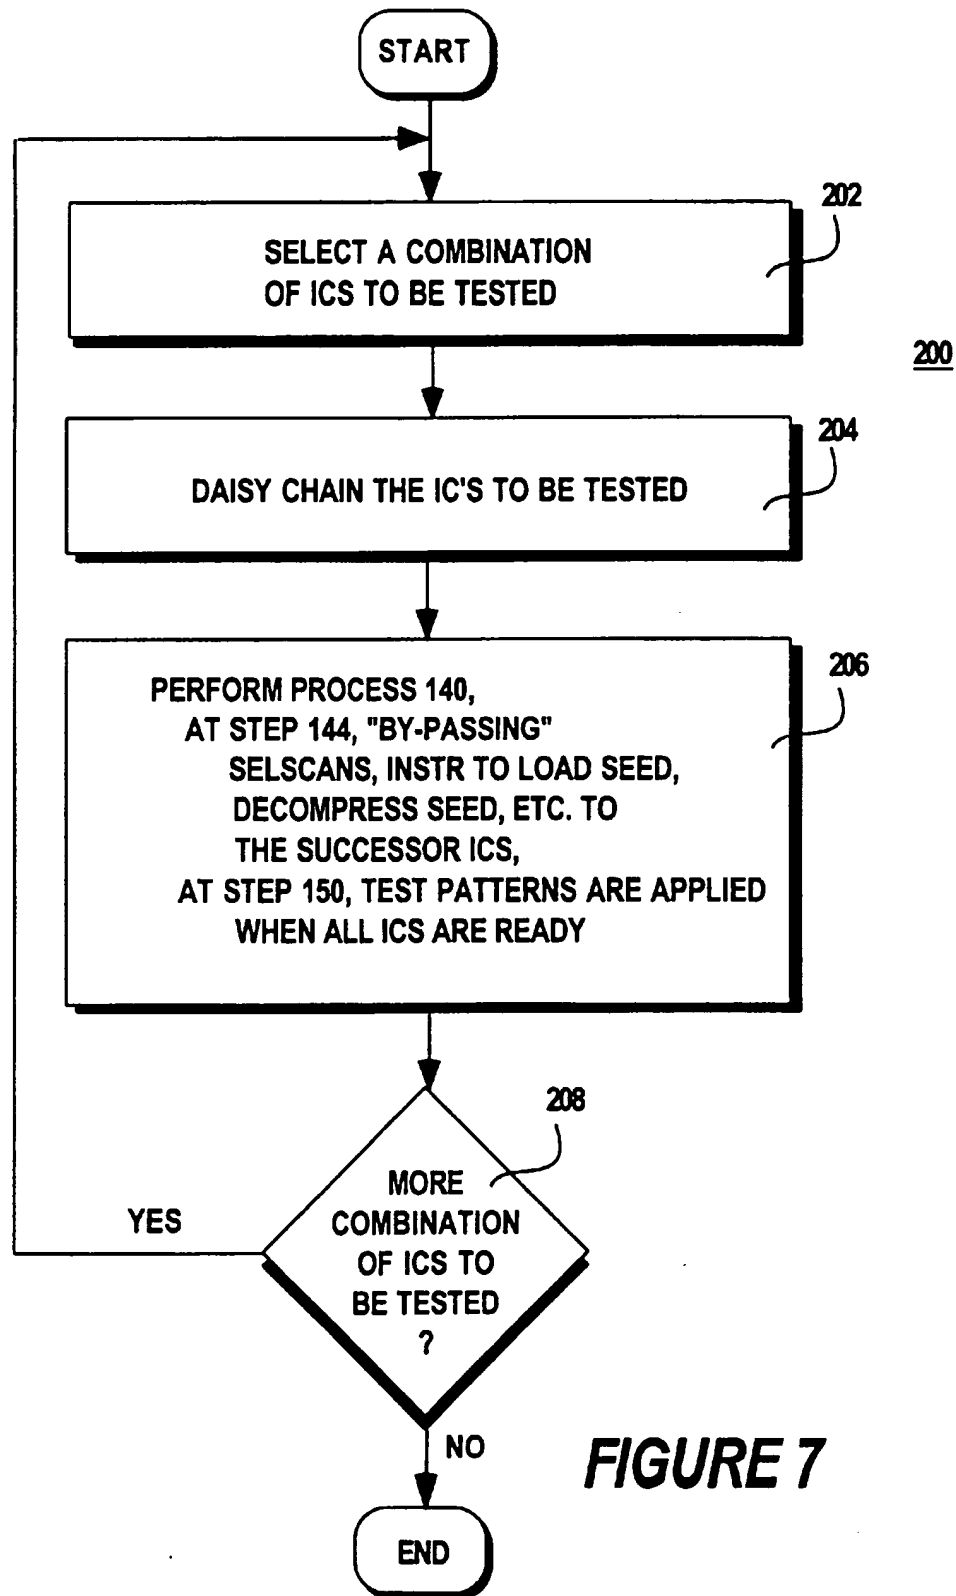 START
202
SELECT A COMBINATION
OF ICS TO BE TESTED
200
204
DAISY CHAIN THE IC'S TO BE TESTED
206
PERFORM PROCESS 140,
AT STEP 144, "BY-PASSING"
SELSCANS, INSTR TO LOAD SEED,
DECOMPRESS SEED, ETC. TO
THE SUCCESSOR ICS,
AT STEP 150, TEST PATTERNS ARE APPLIED
WHEN ALL ICS ARE READY
208
MORE
COMBINATION
OF ICS TO
BE TESTED
?
YES
NO
FIGURE 7
END